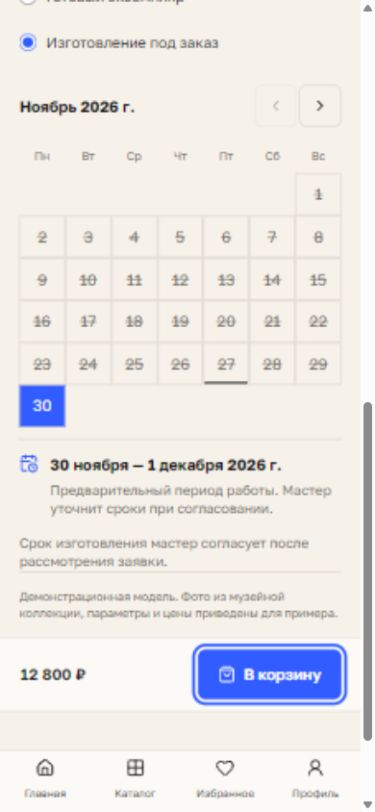 Готовый экземпляр
Изготовление под заказ
Ноябрь 2026 г.
Пн Вт Ср Чт Пт Сб Вс
1
2 3 4 5 6 7 8
9 10 11 12 13 14 15
16 17 18 19 20 21 22
23 24 25 26 27 28 29
30
30 ноября – 1 декабря 2026 г.
Предварительный период работы. Мастер
уточнит сроки при согласовании.
Срок изготовления мастер согласует после
рассмотрения заявки.
Демонстрационная модель. Фото из музейной
коллекции, параметры и цены приведены для примера.
12 800 ₽
В корзину
Главная Каталог Избранное Профиль